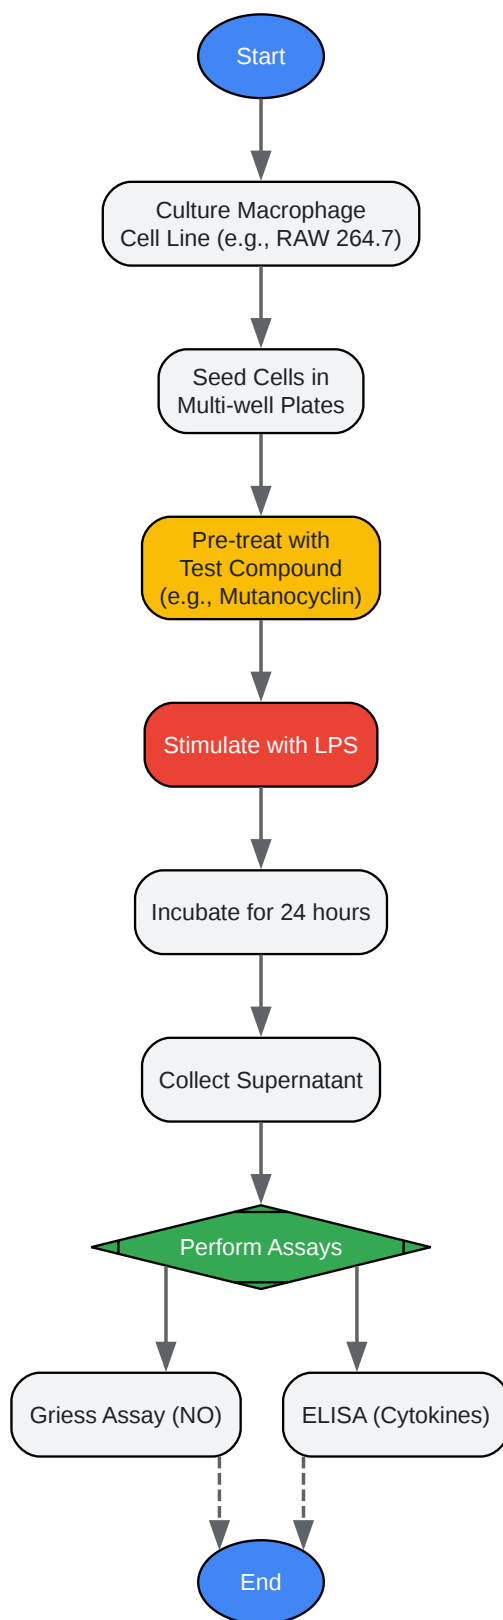 Start
Culture Macrophage
Cell Line (e.g., RAW 264.7)
Seed Cells in
Multi-well Plates
Pre-treat with
Test Compound
(e.g., Mutanocyclin)
Stimulate with LPS
Incubate for 24 hours
Collect Supernatant
Perform Assays
Griess Assay (NO)
ELISA (Cytokines)
End